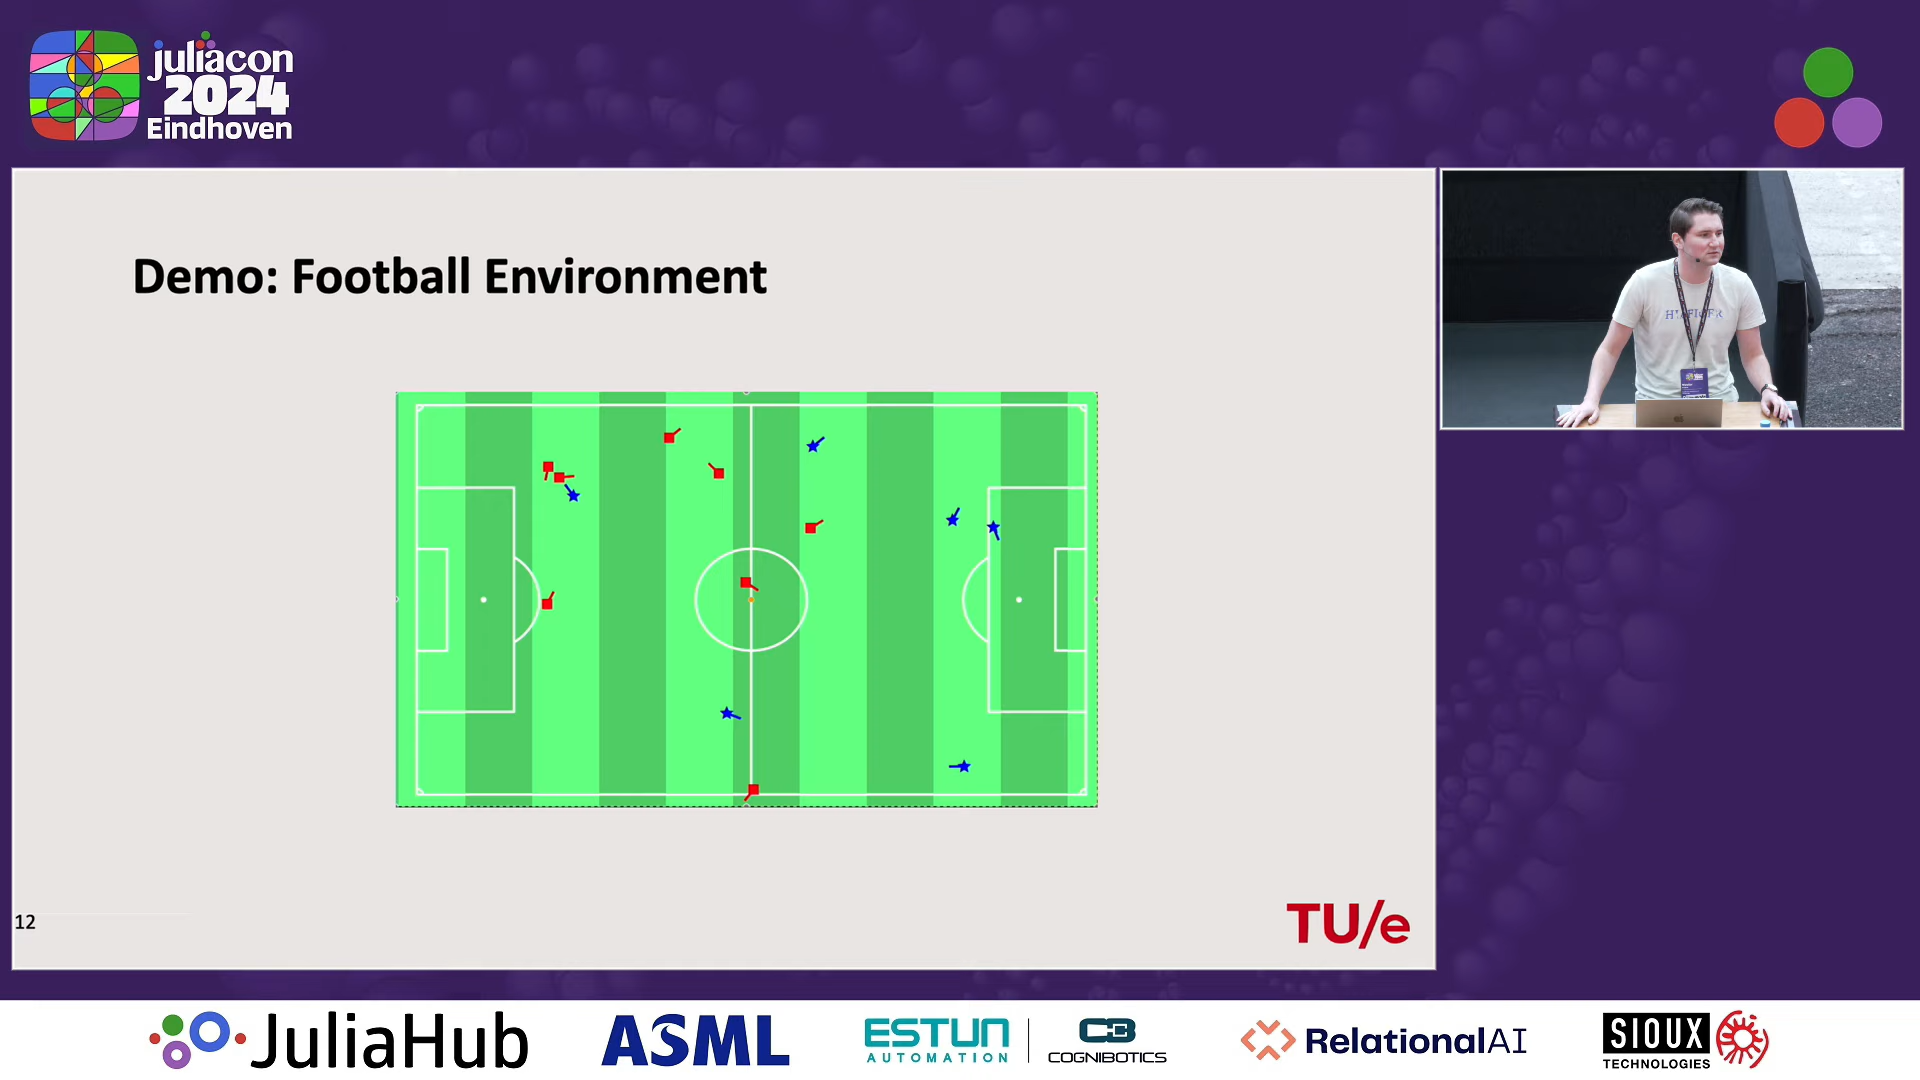 juliacon
2024
Eindhoven
Demo: Football Environment
12
TU/e
JuliaHub
ASML
ESTUN
AUTOMATION
COGNIBOTICS
RelationalAI
SIOUX
TECHNOLOGIES